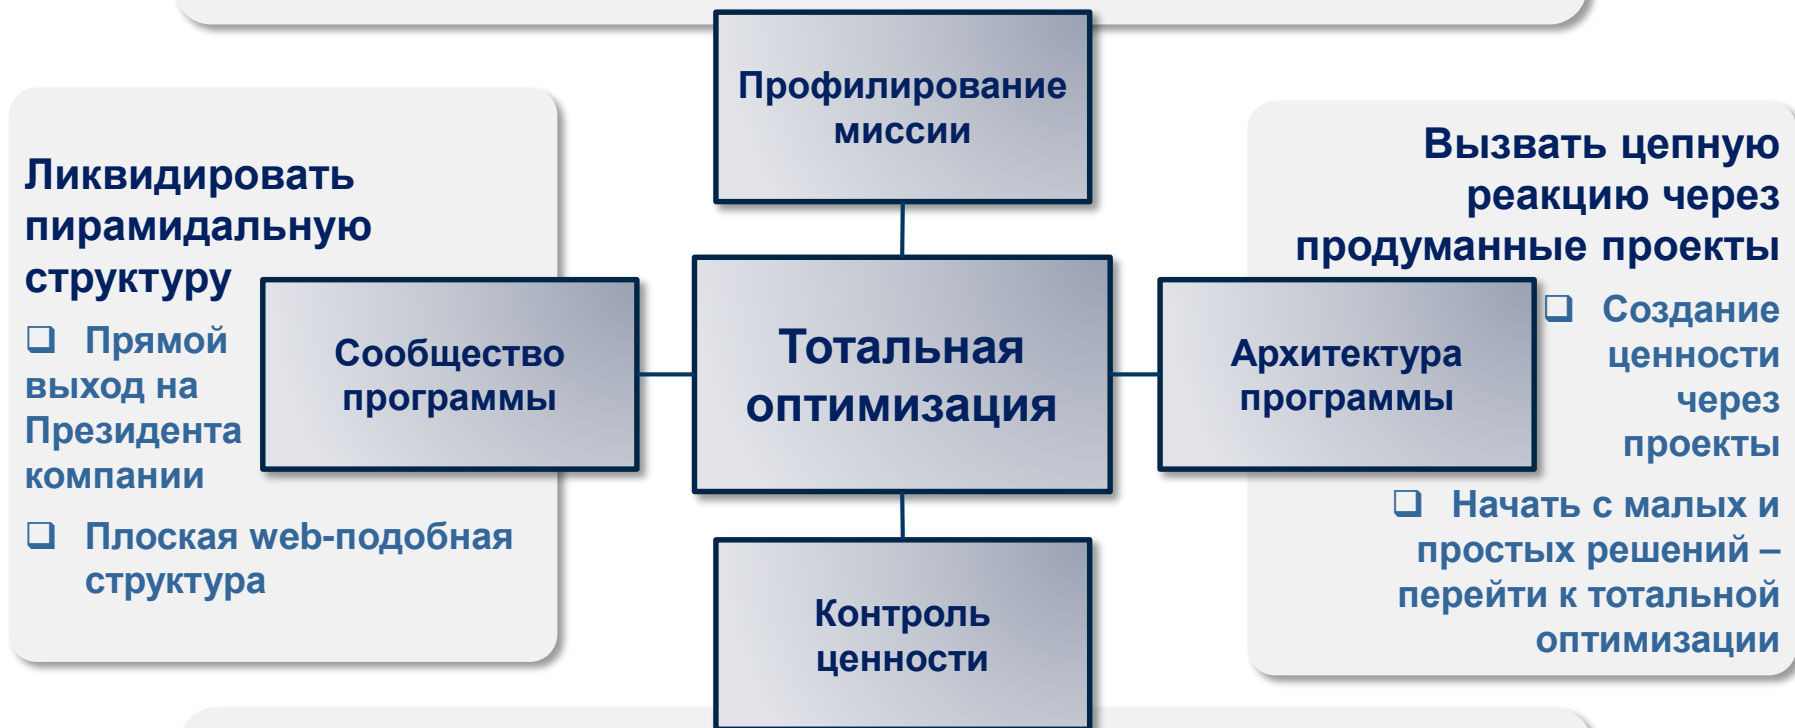 Профилирование
миссии
Ликвидировать
пирамидальную
структуру
❑ Прямой
выход на
Президента
компании
❑ Плоская web-подобная
структура
Сообщество
программы
Тотальная
оптимизация
Архитектура
программы
Вызвать цепную
реакцию через
продуманные проекты
❑ Создание
ценности
через
проекты
❑ Начать с малых и
простых решений –
перейти к тотальной
оптимизации
Контроль
ценности